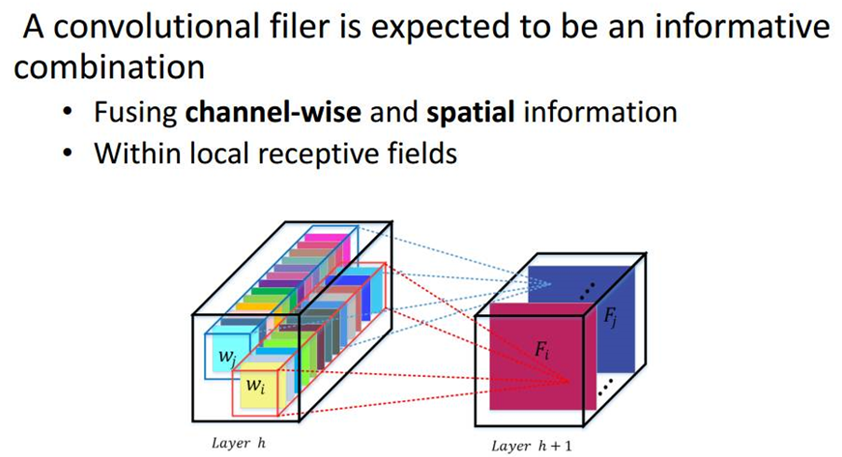 A convolutional filer is expected to be an informative
combination
• Fusing channel-wise and spatial information
• Within local receptive fields
w_j
w_i
F_j
F_i
Layer h
Layer h + 1